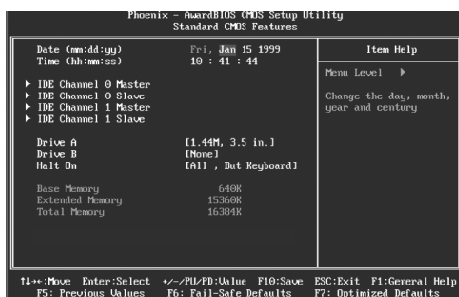 Phoenix - AwardBIOS CMOS Setup Utility
Standard CMOS Features
Date (mm:dd:yy) Fri, Jan 15 1999
Time (hh:mm:ss) 10 : 41 : 44
IDE Channel 0 Master
IDE Channel 0 Slave
IDE Channel 1 Master
IDE Channel 1 Slave
Drive A [1.44M, 3.5 in.]
Drive B [None]
Halt On [All , But Keyboard]
Base Memory 640K
Extended Memory 15360K
Total Memory 16384K
Item Help
Menu Level
Change the day, month,
year and century
↑↓→←:Move Enter:Select +/-/PU/PD:Value F10:Save ESC:Exit F1:General Help
F5: Previous Values F6: Fail-Safe Defaults F7: Optimized Defaults